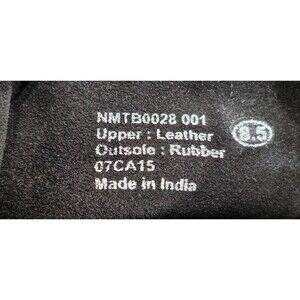 NMTB0028 001
Upper : Leather 8.5
Outsole : Rubber
07CA15
Made in India